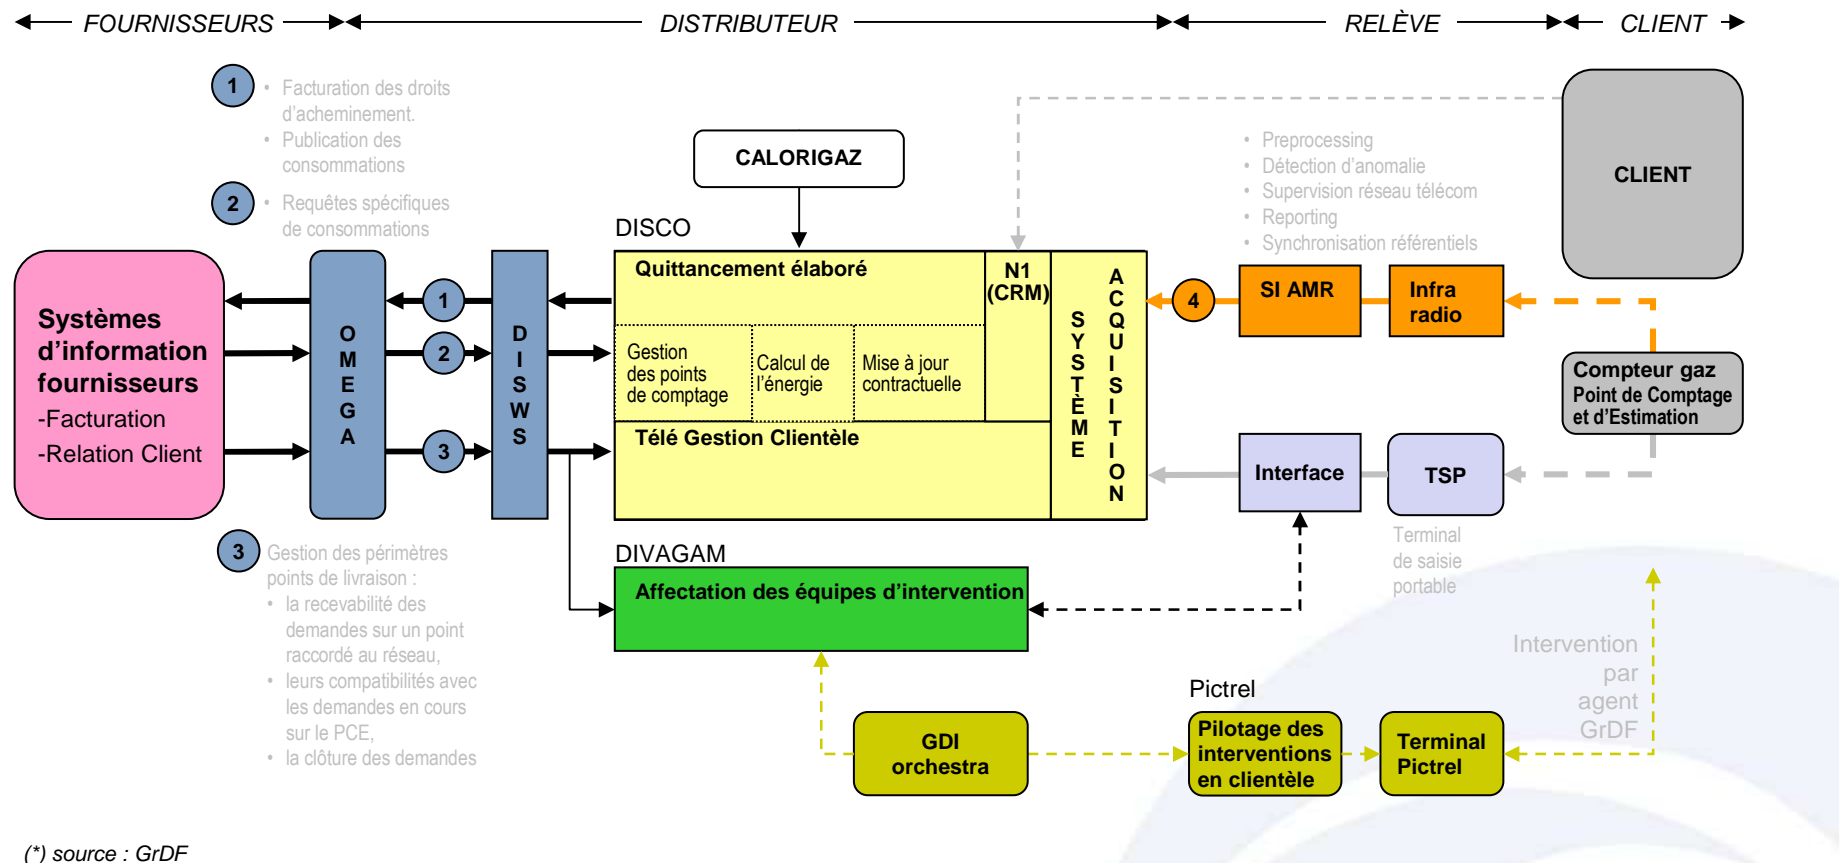 FOURNISSEURS
DISTRIBUTEUR
RELÈVE
CLIENT
1
• Facturation des droits
d’acheminement.
• Publication des
consommations
2
• Requêtes spécifiques
de consommations
CALORIGAZ
• Preprocessing
• Détection d’anomalie
• Supervision réseau télécom
• Reporting
• Synchronisation référentiels
CLIENT
DISCO
Systèmes
d’information
fournisseurs
-Facturation
-Relation Client
OMEGA
1
2
3
DISWS
Quittancement élaboré
N1
(CRM)
Gestion
des points
de comptage
Calcul de
l’énergie
Mise à jour
contractuelle
Télé Gestion Clientèle
SYSTÈME
ACQUISITION
4
SI AMR
Infra
radio
Compteur gaz
Point de Comptage
et d’Estimation
Interface
TSP
Terminal
de saisie
portable
3
Gestion des périmètres
points de livraison :
• la recevabilité des
demandes sur un point
raccordé au réseau,
• leurs compatibilités avec
les demandes en cours
sur le PCE,
• la clôture des demandes
DIVAGAM
Affectation des équipes d’intervention
Intervention
par
agent
GrDF
GDI
orchestra
Pictrel
Pilotage des
interventions
en clientèle
Terminal
Pictrel
(*) source : GrDF